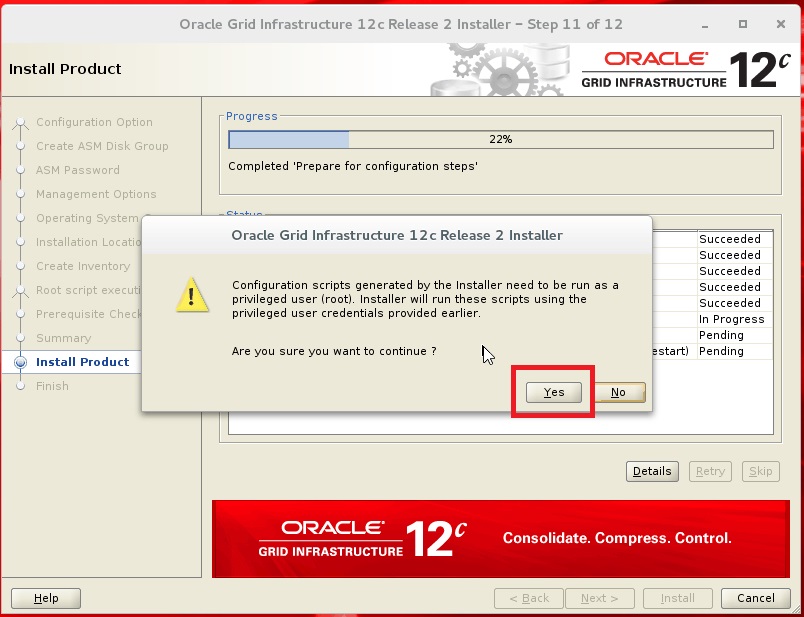 Oracle Grid Infrastructure 12c Release 2 Installer – Step 11 of 12
Install Product
ORACLE
GRID INFRASTRUCTURE 12c
Configuration Option
Create ASM Disk Group
ASM Password
Management Options
Operating System
Installation Locatio
Create Inventory
Root script executi
Prerequisite Check
Summary
Install Product
Finish
Progress
22%
Completed 'Prepare for configuration steps'
Status
Succeeded
Succeeded
Succeeded
Succeeded
Succeeded
In Progress
Pending
estart) Pending
Oracle Grid Infrastructure 12c Release 2 Installer
Configuration scripts generated by the Installer need to be run as a
privileged user (root). Installer will run these scripts using the
privileged user credentials provided earlier.
Are you sure you want to continue ?
Yes No
Details Retry Skip
ORACLE
GRID INFRASTRUCTURE 12c
Consolidate. Compress. Control.
Help < Back Next > Install Cancel